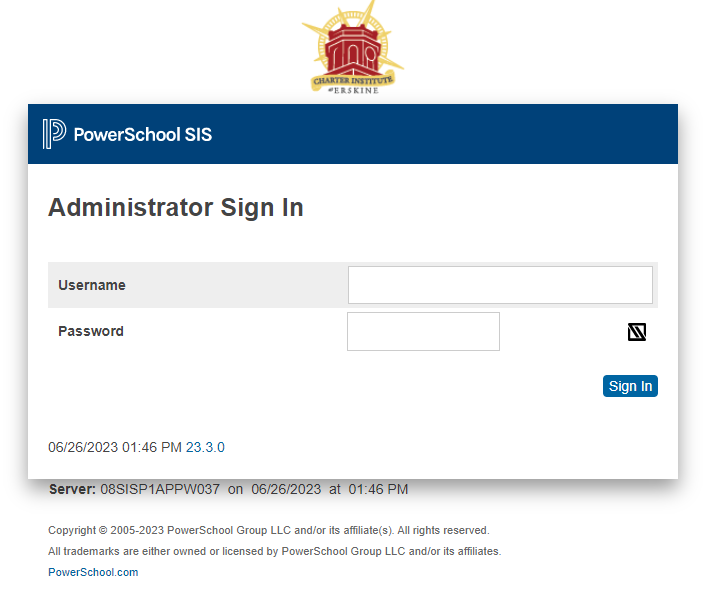 CHARTER INSTITUTE
at ERSKINE
PowerSchool SIS
Administrator Sign In
Username
Password
Sign In
06/26/2023 01:46 PM 23.3.0
Server: 08SISP1APPW037 on 06/26/2023 at 01:46 PM
Copyright © 2005-2023 PowerSchool Group LLC and/or its affiliate(s). All rights reserved.
All trademarks are either owned or licensed by PowerSchool Group LLC and/or its affiliates.
PowerSchool.com